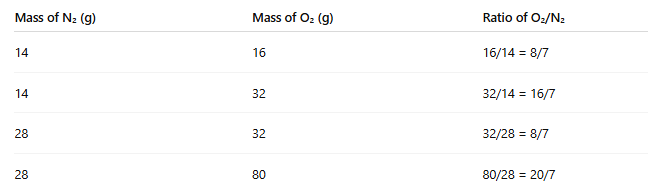 Mass of N₂ (g) Mass of O₂ (g) Ratio of O₂/N₂
14 16 16/14 = 8/7
14 32 32/14 = 16/7
28 32 32/28 = 8/7
28 80 80/28 = 20/7